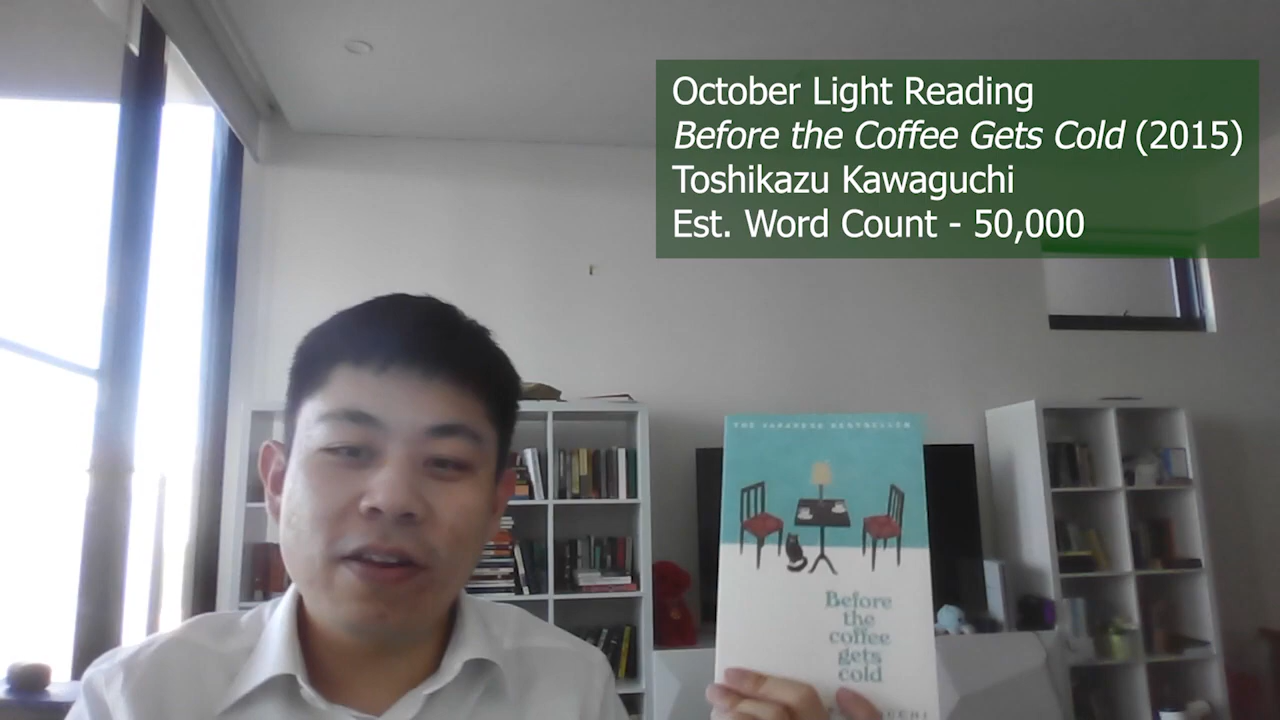 October Light Reading
Before the Coffee Gets Cold (2015)
Toshikazu Kawaguchi
Est. Word Count - 50,000
THE JAPANESE BESTSELLER
Before
the
coffee
gets
cold